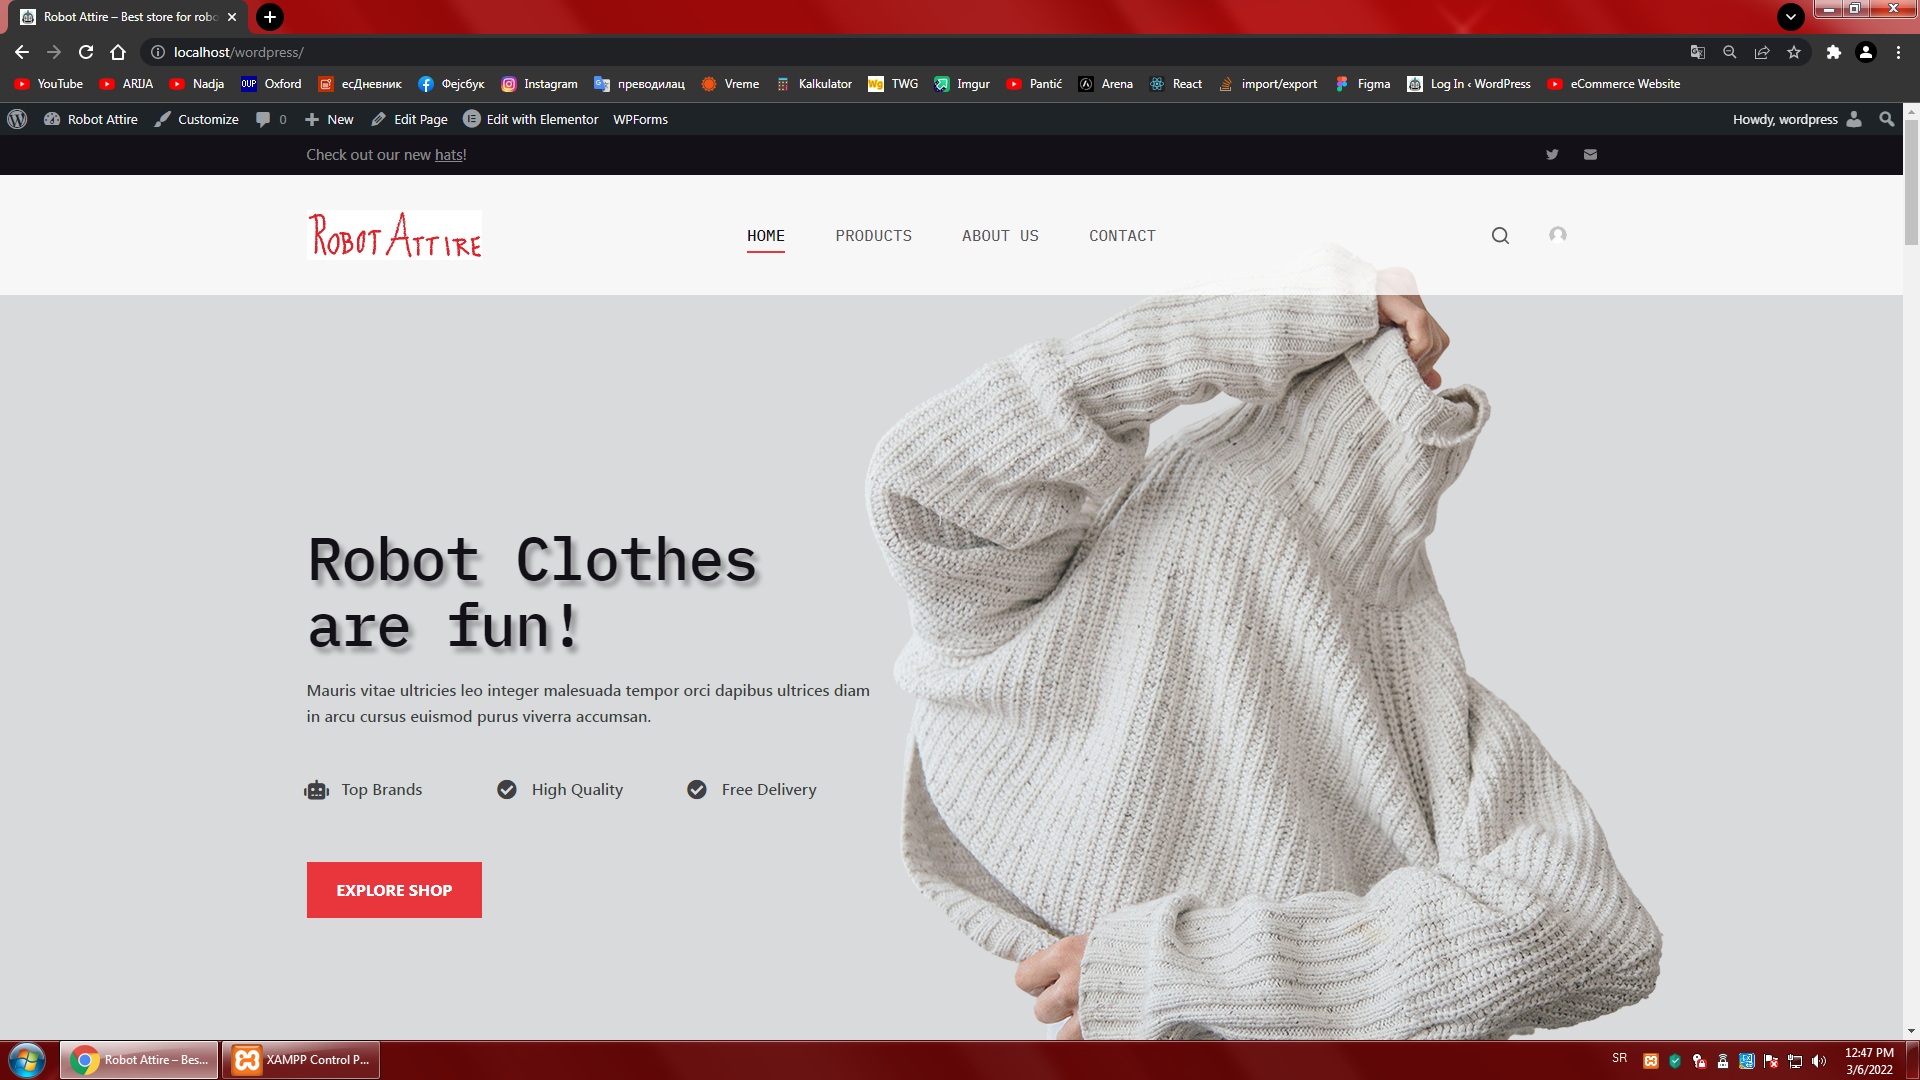 Robot Attire – Best store for robo
localhost/wordpress/
YouTube ARIJA Nadja Oxford есДневник Фејсбук Instagram преводилац Vreme Kalkulator TWG Imgur Pantić Arena React import/export Figma Log In ‹ WordPress eCommerce Website
Robot Attire Customize 0 New Edit Page Edit with Elementor WPForms Howdy, wordpress
Check out our new hats!
ROBOT ATTIRE HOME PRODUCTS ABOUT US CONTACT
Robot Clothes
are fun!
Mauris vitae ultricies leo integer malesuada tempor orci dapibus ultrices diam
in arcu cursus euismod purus viverra accumsan.
Top Brands High Quality Free Delivery
EXPLORE SHOP
Robot Attire – Bes... XAMPP Control P... SR 12:47 PM
3/6/2022